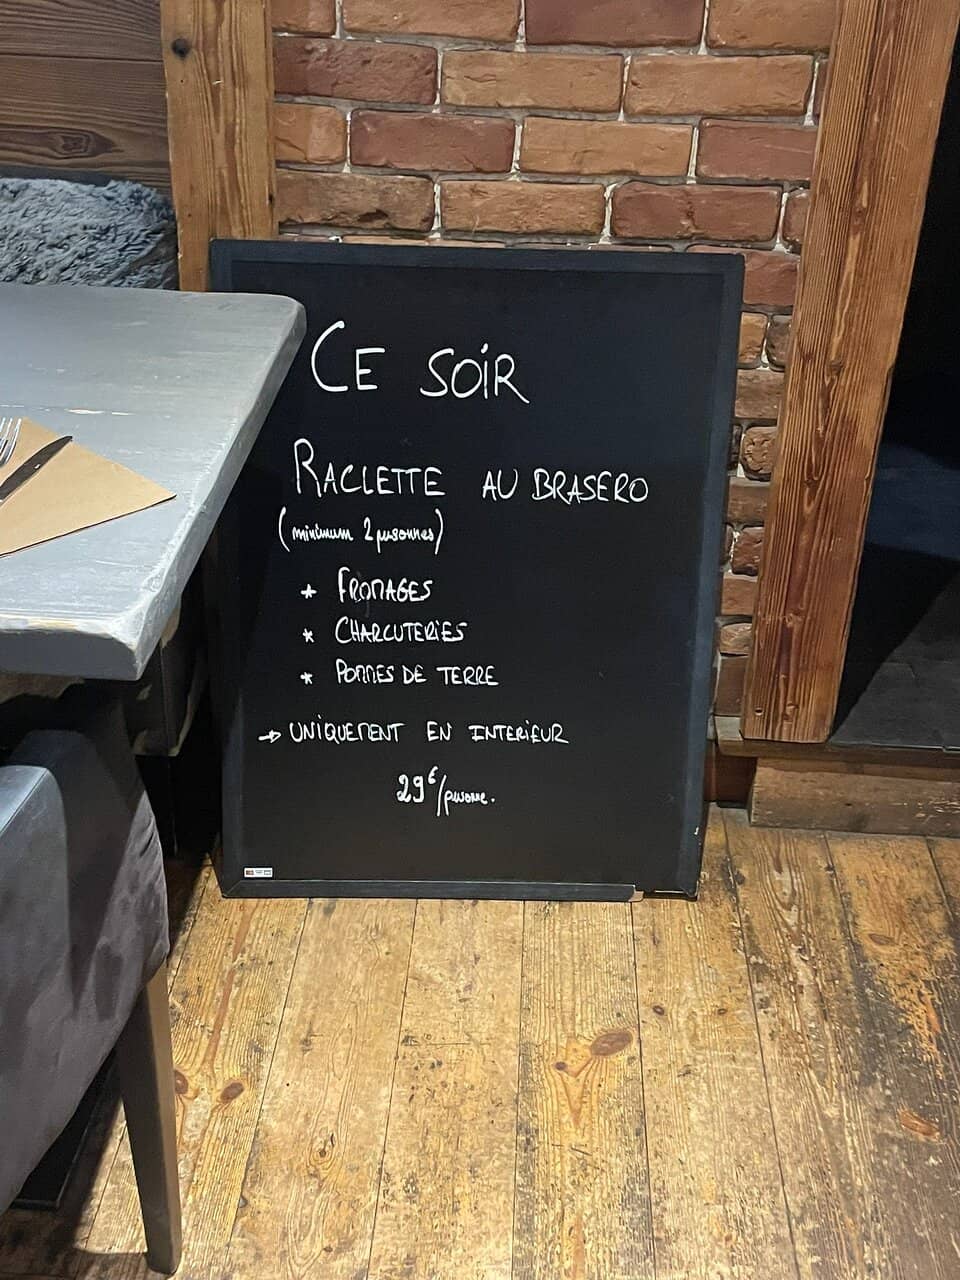 CE SOIR
RACLETTE AU BRASERO
(minimum 2 personnes)
* FROMAGES
* CHARCUTERIES
* POMMES DE TERRE
→ UNIQUEMENT EN INTERIEUR
29€/personne.